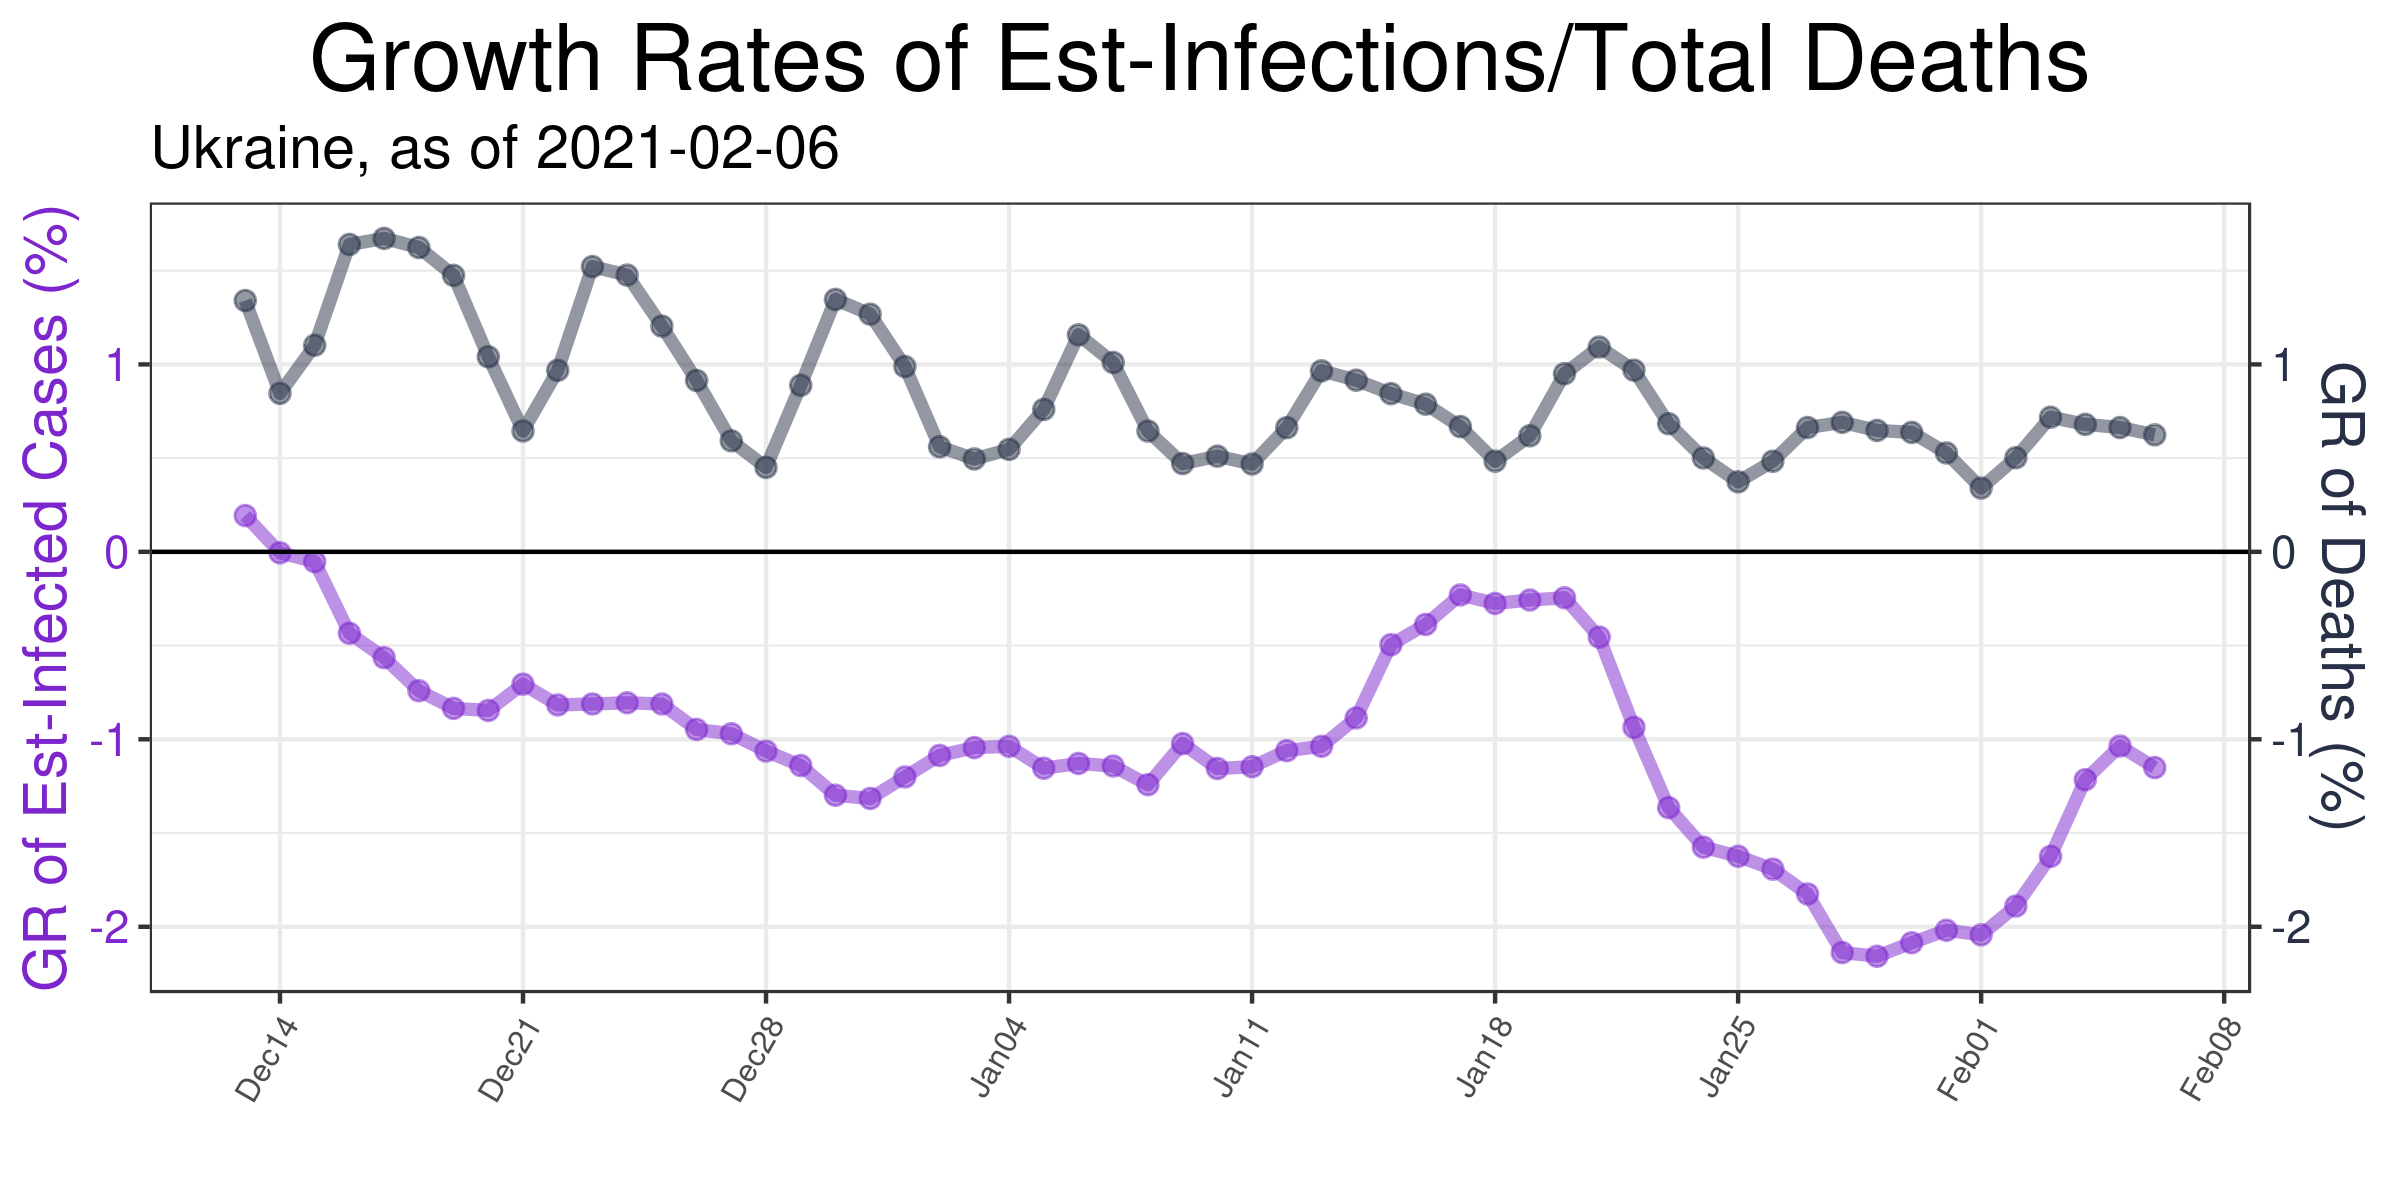 Growth Rates of Est-Infections/Total Deaths
Ukraine, as of 2021-02-06
GR of Est-Infected Cases (%)
1
0
-1
-2
1
0
-1
-2
GR of Deaths (%)
Dec14
Dec21
Dec28
Jan04
Jan11
Jan18
Jan25
Feb01
Feb08